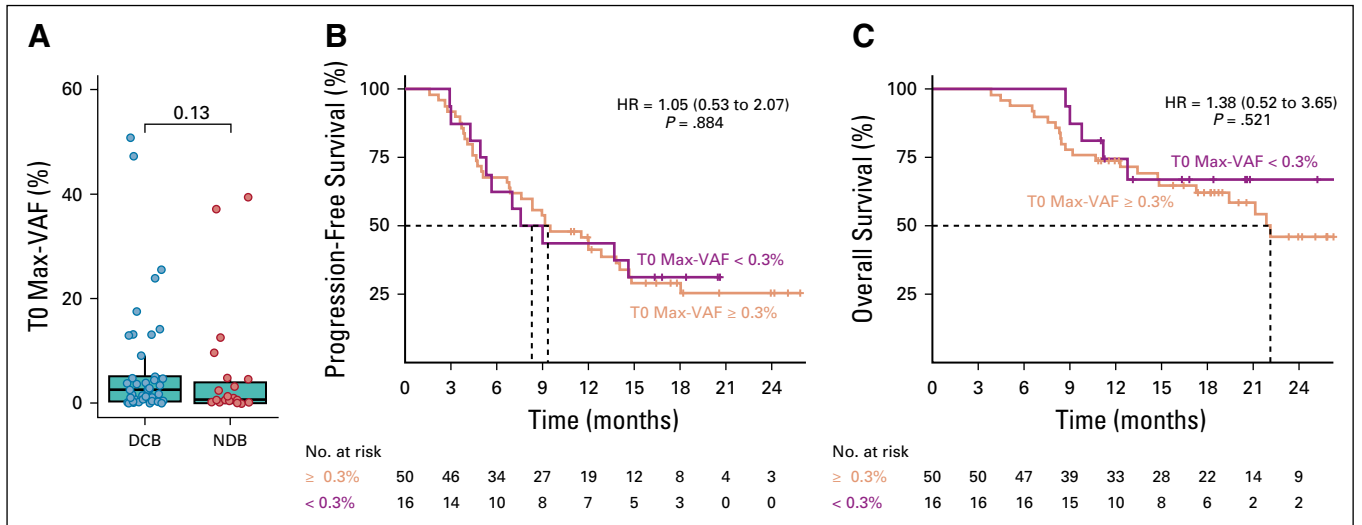 A
T0 Max-VAF (%)
60
40
20
0
0.13
DCB NDB
B
Progression-Free Survival (%)
100
75
50
25
HR = 1.05 (0.53 to 2.07)
P = .884
T0 Max-VAF < 0.3%
T0 Max-VAF ≥ 0.3%
0 3 6 9 12 15 18 21 24
Time (months)
No. at risk
≥ 0.3% 50 46 34 27 19 12 8 4 3
< 0.3% 16 14 10 8 7 5 3 0 0
C
Overall Survival (%)
100
75
50
25
HR = 1.38 (0.52 to 3.65)
P = .521
T0 Max-VAF < 0.3%
T0 Max-VAF ≥ 0.3%
0 3 6 9 12 15 18 21 24
Time (months)
No. at risk
≥ 0.3% 50 50 47 39 33 28 22 14 9
< 0.3% 16 16 16 15 10 8 6 2 2